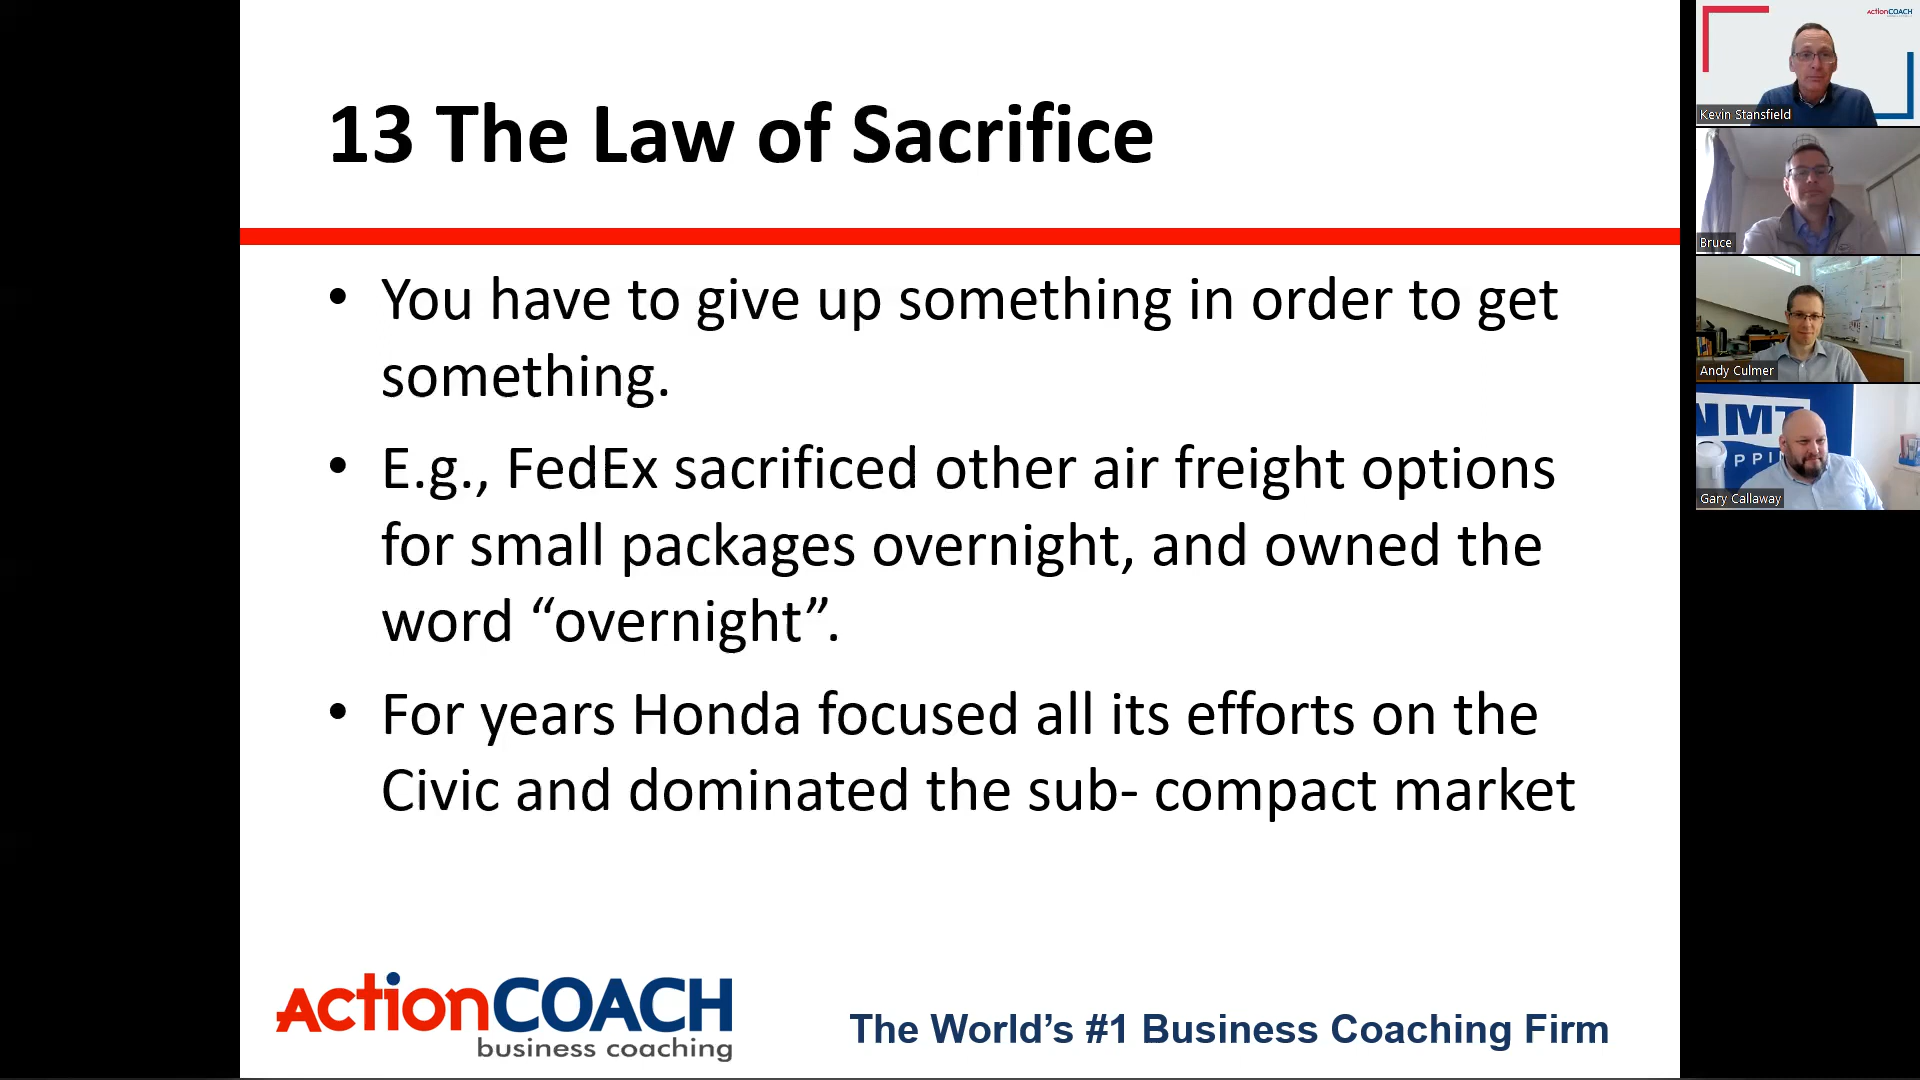 13 The Law of Sacrifice
• You have to give up something in order to get
something.
• E.g., FedEx sacrificed other air freight options
for small packages overnight, and owned the
word “overnight”.
• For years Honda focused all its efforts on the
Civic and dominated the sub- compact market
ActionCOACH
business coaching
The World’s #1 Business Coaching Firm
ActionCOACH
Kevin Stansfield
Bruce
Andy Culmer
NMT
PPI
Gary Callaway